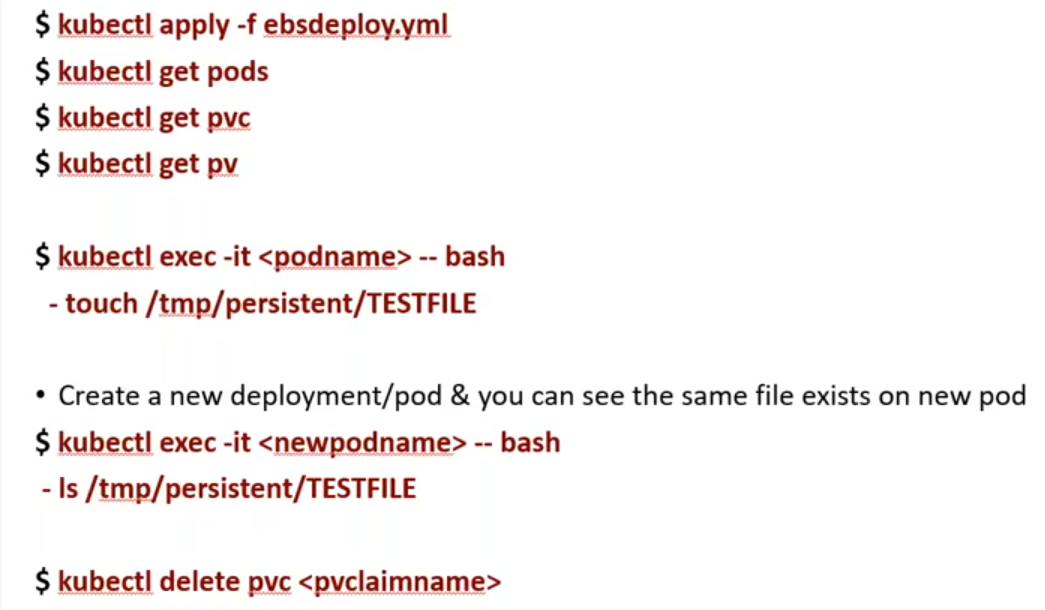 $ kubectl apply -f ebsdeploy.yml
$ kubectl get pods
$ kubectl get pvc
$ kubectl get pv
$ kubectl exec -it <podname> -- bash
- touch /tmp/persistent/TESTFILE
• Create a new deployment/pod & you can see the same file exists on new pod
$ kubectl exec -it <newpodname> -- bash
- ls /tmp/persistent/TESTFILE
$ kubectl delete pvc <pvclaimname>